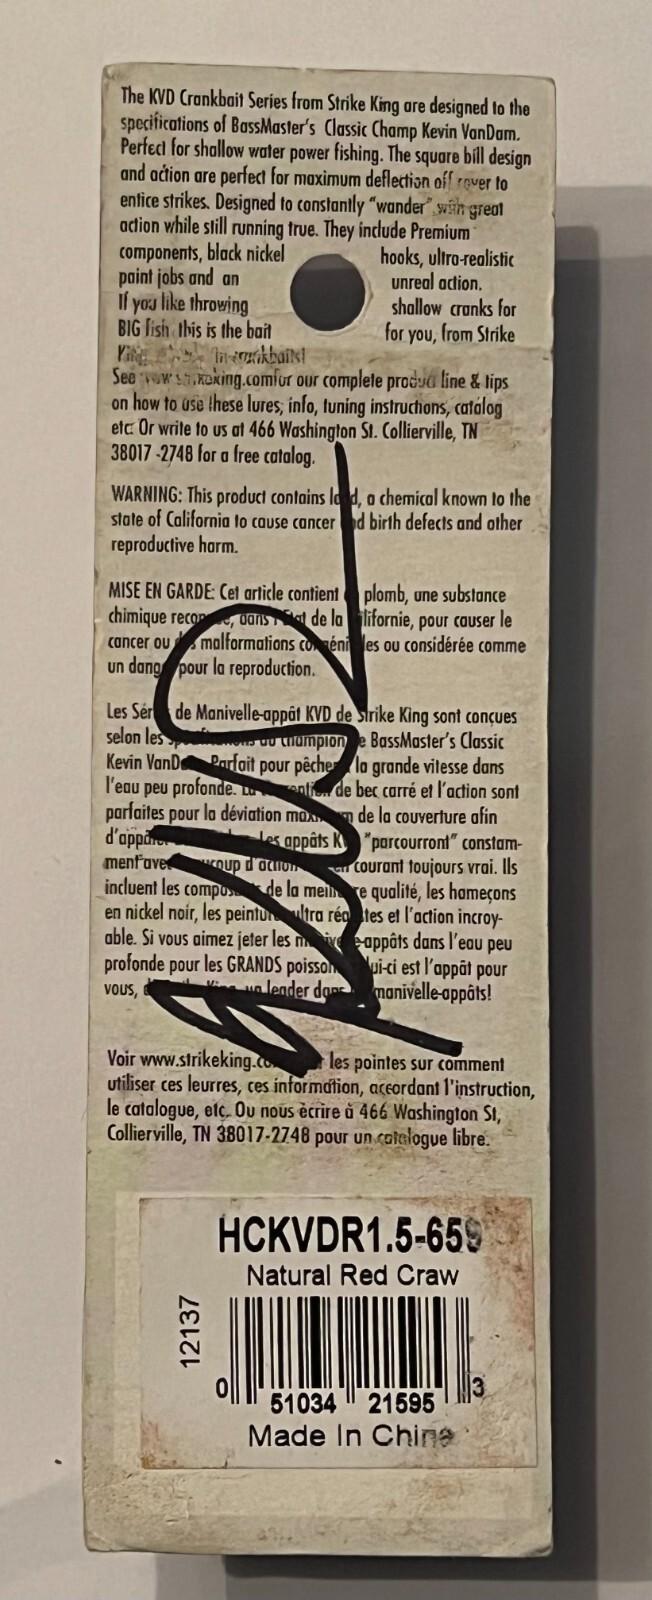 The KVD Crankbait Series from Strike King are designed to the
specifications of BassMaster's Classic Champ Kevin VanDam.
Perfect for shallow water power fishing. The square bill design
and action are perfect for maximum deflection off cover to
entice strikes. Designed to constantly "wander" with great
action while still running true. They include Premium
components, black nickel hooks, ultra-realistic
paint jobs and an unreal action.
If you like throwing shallow cranks for
BIG fish this is the bait for you, from Strike
King in crankbaits!
See www.strikeking.comfor our complete product line & tips
on how to use these lures, info, tuning instructions, catalog
etc. Or write to us at 466 Washington St. Collierville, TN
38017 -2748 for a free catalog.
WARNING: This product contains lead, a chemical known to the
state of California to cause cancer and birth defects and other
reproductive harm.
MISE EN GARDE: Cet article contient plomb, une substance
chimique reconnue, dans l'État de la Californie, pour causer le
cancer ou des malformations congénitales ou considérée comme
un danger pour la reproduction.
Les Séries de Manivelle-appât KVD de Strike King sont conçues
selon les spécifications du champion de BassMaster's Classic
Kevin VanDam. Parfait pour pêcher la grande vitesse dans
l'eau peu profonde. La de bec carré et l'action sont
parfaites pour la déviation maximum de la couverture afin
d'appâter les appâts KVD "parcourront" constam-
ment avec beaucoup d'action en courant toujours vrai. Ils
incluent les composants de la meilleure qualité, les hameçons
en nickel noir, les peintures ultra réalistes et l'action incroy-
able. Si vous aimez jeter les manivelle-appâts dans l'eau peu
profonde pour les GRANDS poissons, celui-ci est l'appât pour
vous, de Strike King, un leader dans manivelle-appâts!
Voir www.strikeking.com les pointes sur comment
utiliser ces leurres, ces information, accordant l'instruction,
le catalogue, etc. Ou nous ècrire à 466 Washington St,
Collierville, TN 38017-2748 pour un catalogue libre.
HCKVDR1.5-659
Natural Red Craw
12137
0 51034 21595 3
Made In China